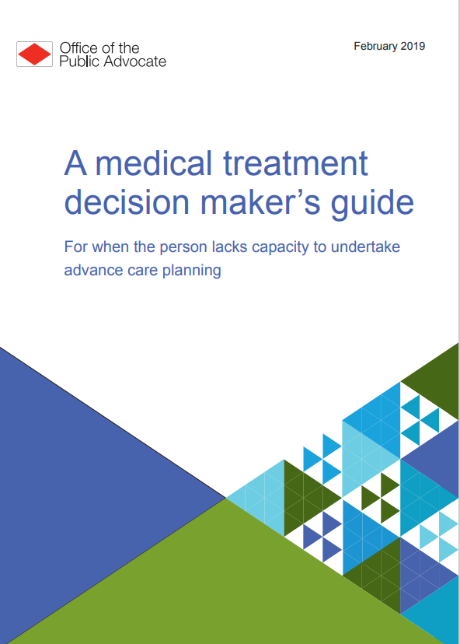 Office of the
Public Advocate
February 2019
A medical treatment
decision maker's guide
For when the person lacks capacity to undertake
advance care planning